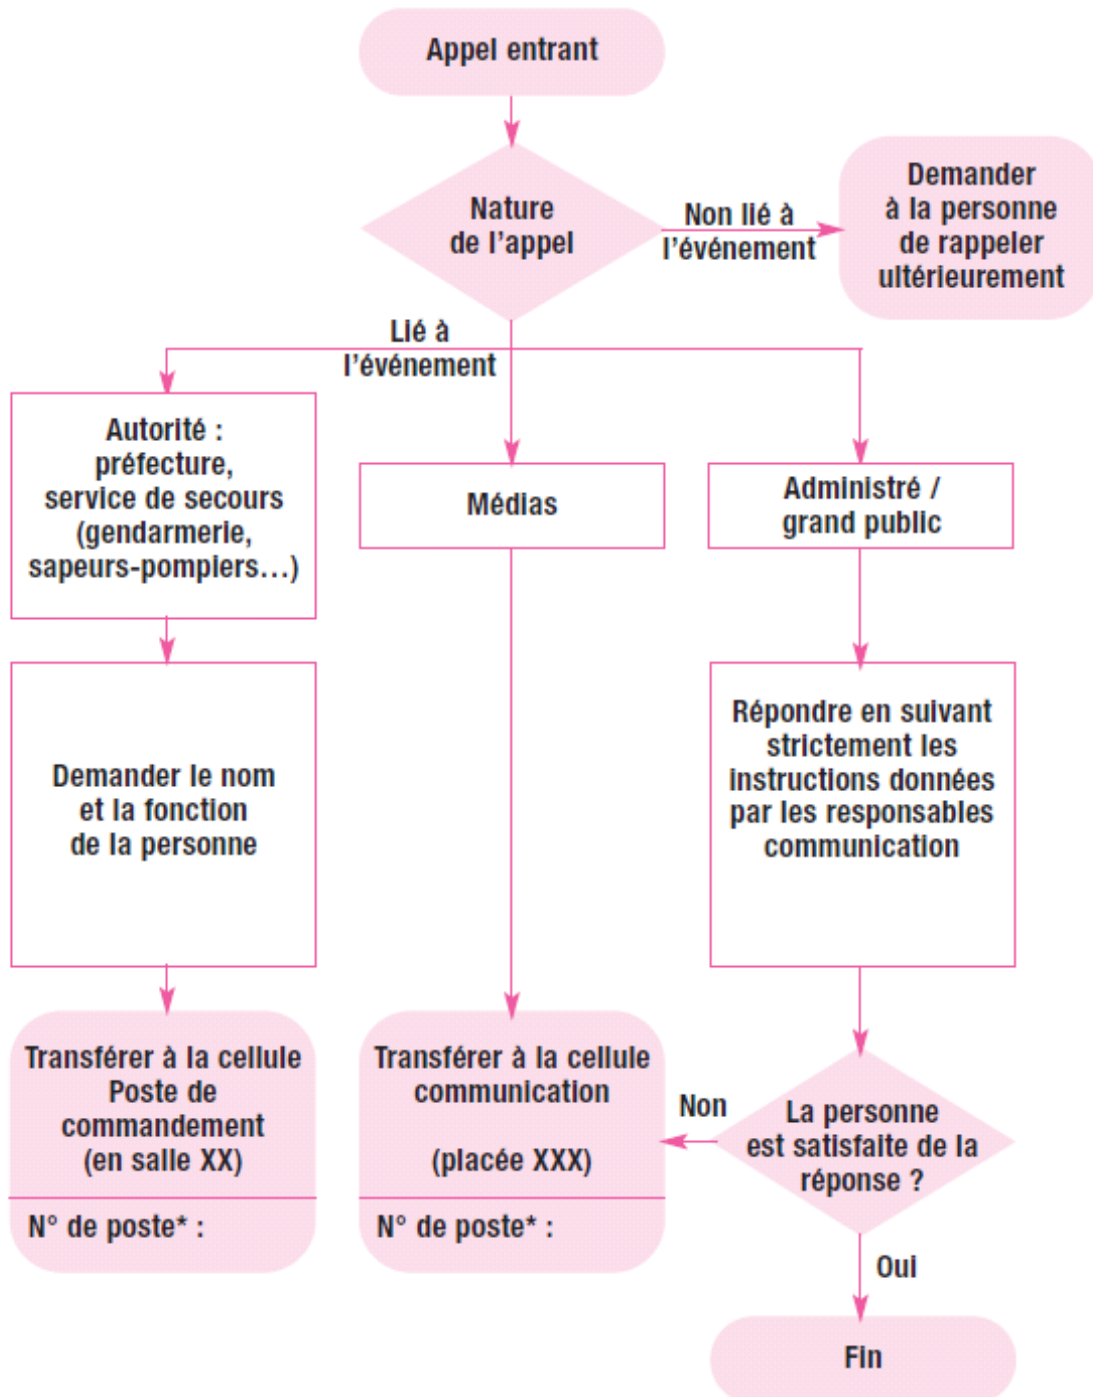 Appel entrant
Nature
de l'appel
Non lié à
l'événement
Demander
à la personne
de rappeler
ultérieurement
Lié à
l'événement
Autorité :
préfecture,
service de secours
(gendarmerie,
sapeurs-pompiers…)
Médias
Administré /
grand public
Demander le nom
et la fonction
de la personne
Répondre en suivant
strictement les
instructions données
par les responsables
communication
Transférer à la cellule
Poste de
commandement
(en salle XX)
N° de poste* :
Transférer à la cellule
communication
(placée XXX)
N° de poste* :
Non
La personne
est satisfaite de la
réponse ?
Oui
Fin